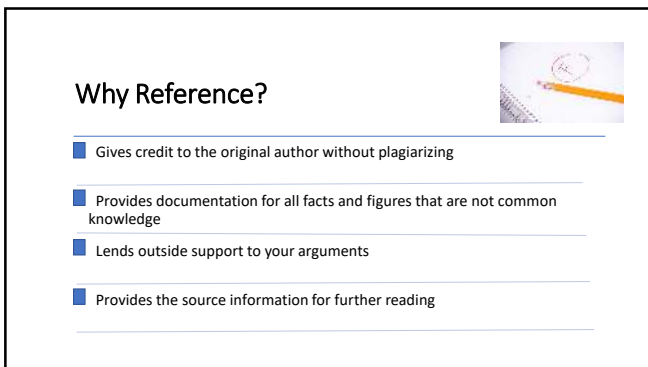 Why Reference?
Gives credit to the original author without plagiarizing
Provides documentation for all facts and figures that are not common
knowledge
Lends outside support to your arguments
Provides the source information for further reading